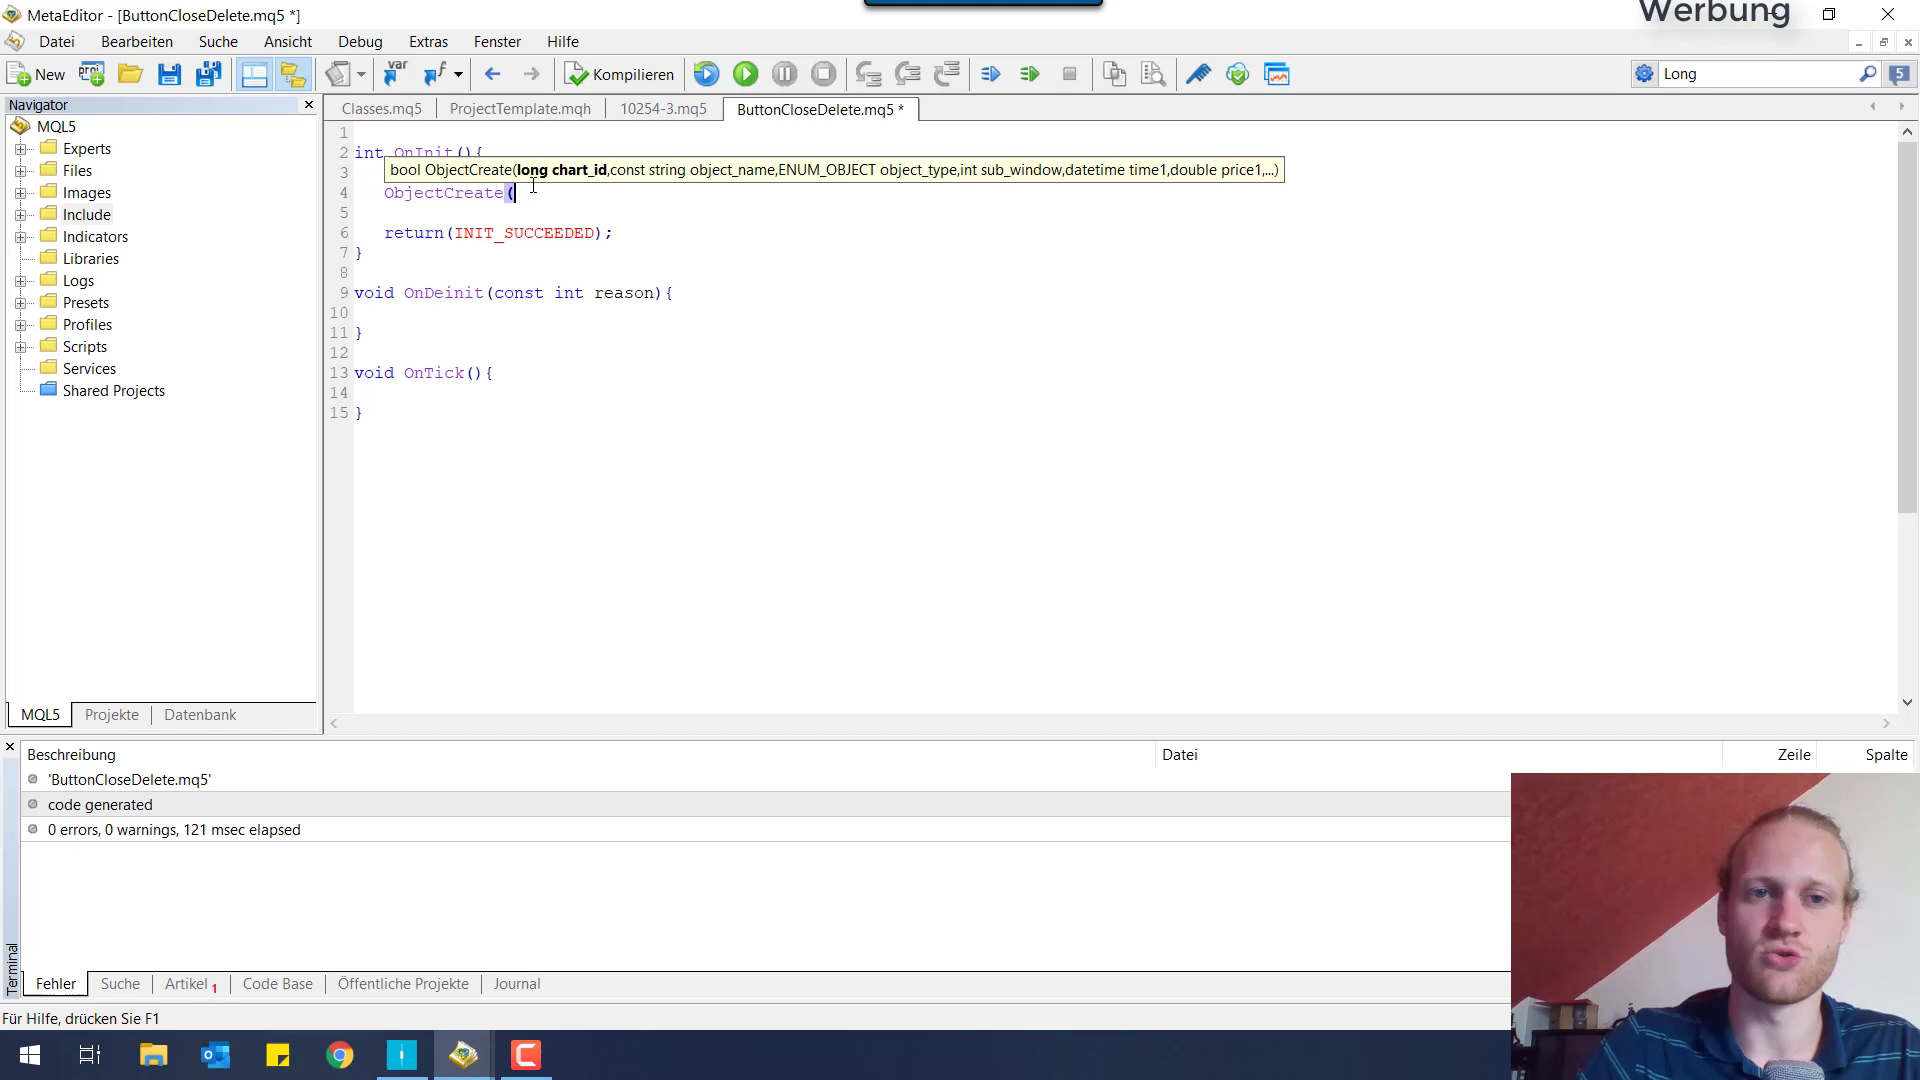 MetaEditor - [ButtonCloseDelete.mq5 *]
Werbung
Datei Bearbeiten Suche Ansicht Debug Extras Fenster Hilfe
New Kompilieren Long 5
Navigator
MQL5
Experts
Files
Images
Include
Indicators
Libraries
Logs
Presets
Profiles
Scripts
Services
Shared Projects
MQL5 Projekte Datenbank
Classes.mq5 ProjectTemplate.mqh 10254-3.mq5 ButtonCloseDelete.mq5 *
1
2 int OnInit(){
bool ObjectCreate(long chart_id,const string object_name,ENUM_OBJECT object_type,int sub_window,datetime time1,double price1,...)
3
4 ObjectCreate(
5
6 return(INIT_SUCCEEDED);
7 }
8
9 void OnDeinit(const int reason){
10
11 }
12
13 void OnTick(){
14
15 }
Beschreibung Datei Zeile Spalte
'ButtonCloseDelete.mq5'
code generated
0 errors, 0 warnings, 121 msec elapsed
Terminal
Fehler Suche Artikel 1 Code Base Öffentliche Projekte Journal
Für Hilfe, drücken Sie F1